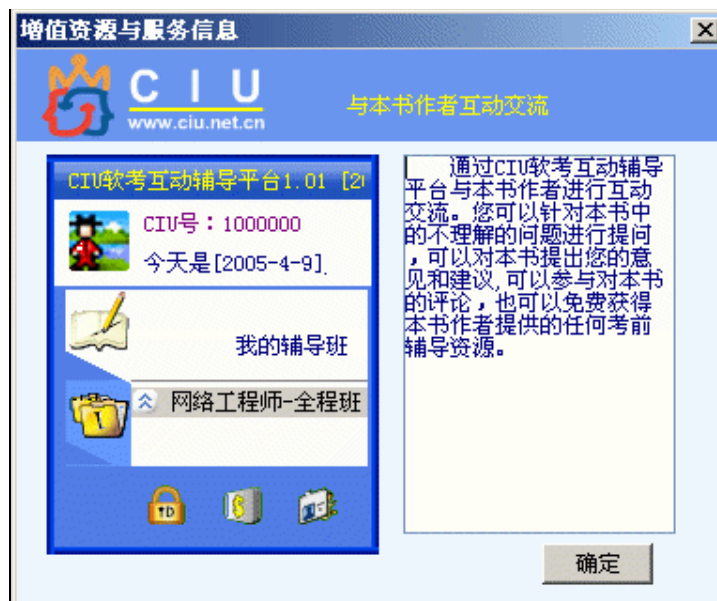 增值资源与服务信息
C I U
www.ciu.net.cn
与本书作者互动交流
CIU软考互动辅导平台1.01 [2
CIU号：1000000
今天是[2005-4-9].
我的辅导班
网络工程师-全程班
ID
通过CIU软考互动辅导
平台与本书作者进行互动
交流。您可以针对本书中
的不理解的问题进行提问
，可以对本书提出您的意
见和建议,可以参与对本书
的评论，也可以免费获得
本书作者提供的任何考前
辅导资源。
确定